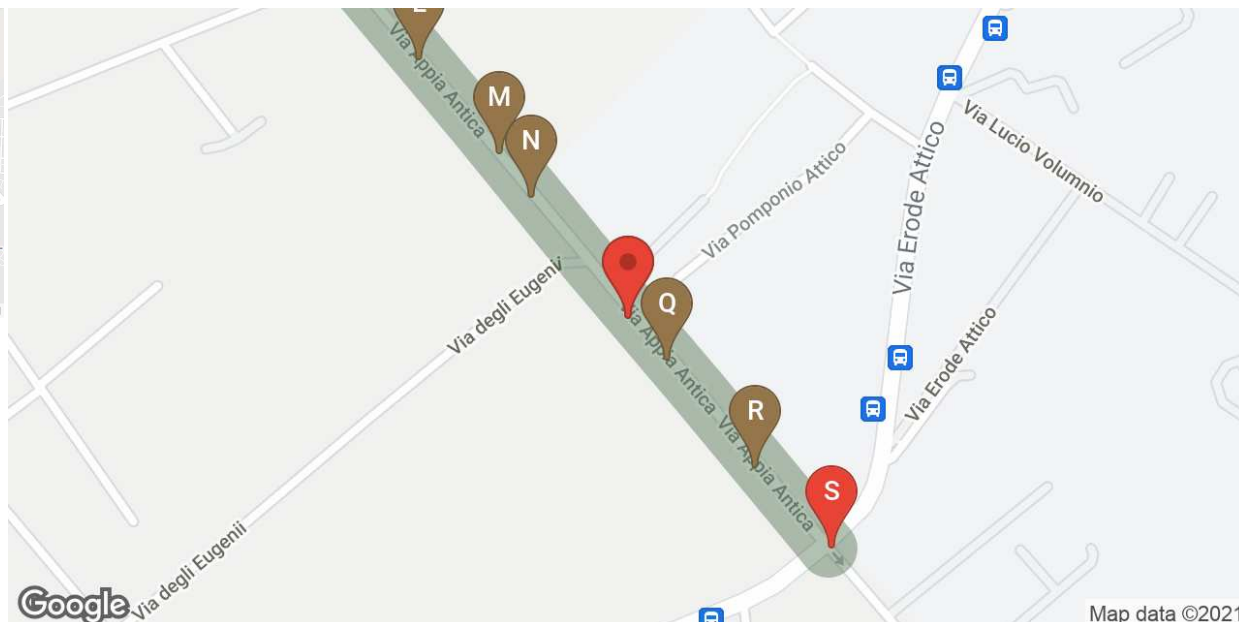 L
Via Appia Antica
M
N
Via Lucio Volumnio
Via Erode Attico
Via Pomponio Attico
Via degli Eugenii
Via Appia Antica
Q
Via Erode Attico
R
Via Appia Antica
S
Via degli Eugenii
Google
Map data ©2021